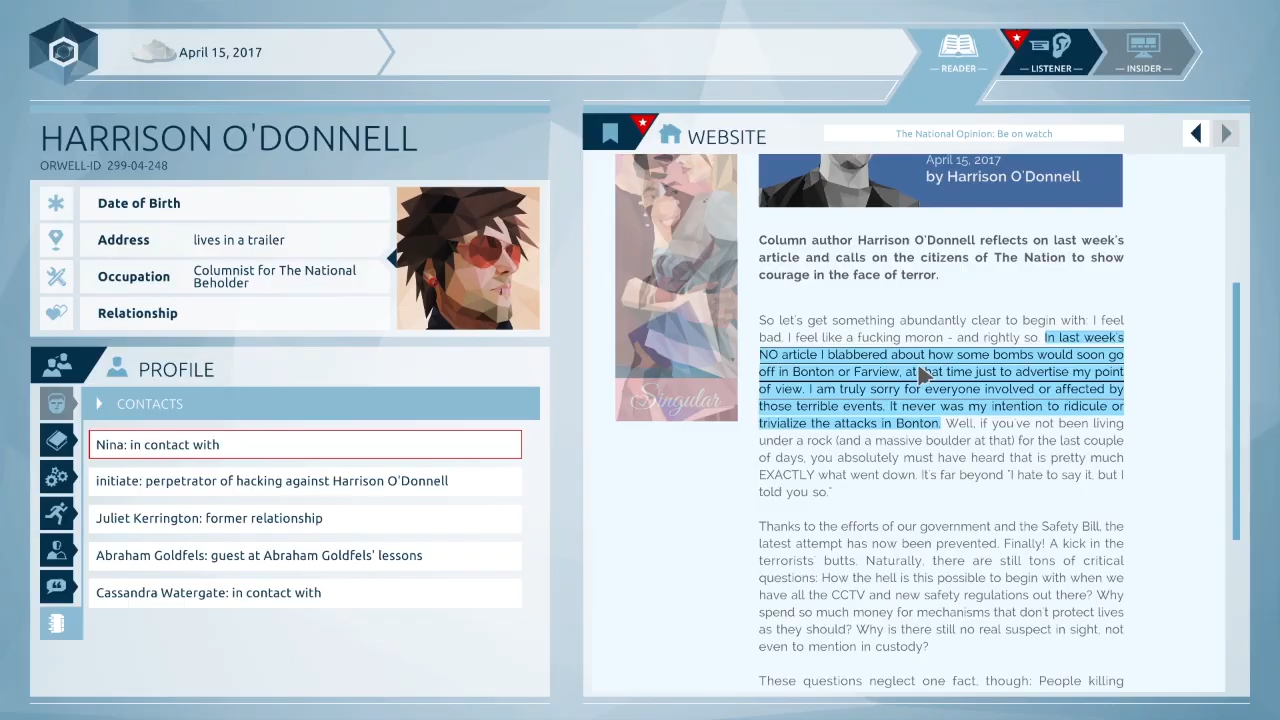 April 15, 2017
— READER —
— LISTENER —
— INSIDER —
HARRISON O'DONNELL
ORWELL-ID 299-04-248
Date of Birth
Address lives in a trailer
Occupation Columnist for The National
Beholder
Relationship
PROFILE
CONTACTS
Nina: in contact with
initiate: perpetrator of hacking against Harrison O'Donnell
Juliet Kerrington: former relationship
Abraham Goldfels: guest at Abraham Goldfels' lessons
Cassandra Watergate: in contact with
WEBSITE
The National Opinion: Be on watch
Singular
April 15, 2017
by Harrison O'Donnell
Column author Harrison O'Donnell reflects on last week's
article and calls on the citizens of The Nation to show
courage in the face of terror.
So let's get something abundantly clear to begin with: I feel
bad. I feel like a fucking moron - and rightly so. In last week's
NO article I blabbered about how some bombs would soon go
off in Bonton or Farview, at that time just to advertise my point
of view. I am truly sorry for everyone involved or affected by
those terrible events. It never was my intention to ridicule or
trivialize the attacks in Bonton. Well, if you've not been living
under a rock (and a massive boulder at that) for the last couple
of days, you absolutely must have heard that is pretty much
EXACTLY what went down. It's far beyond "I hate to say it, but I
told you so."
Thanks to the efforts of our government and the Safety Bill, the
latest attempt has now been prevented. Finally! A kick in the
terrorists' butts. Naturally, there are still tons of critical
questions: How the hell is this possible to begin with when we
have all the CCTV and new safety regulations out there? Why
spend so much money for mechanisms that don't protect lives
as they should? Why is there still no real suspect in sight, not
even to mention in custody?
These questions neglect one fact, though: People killing